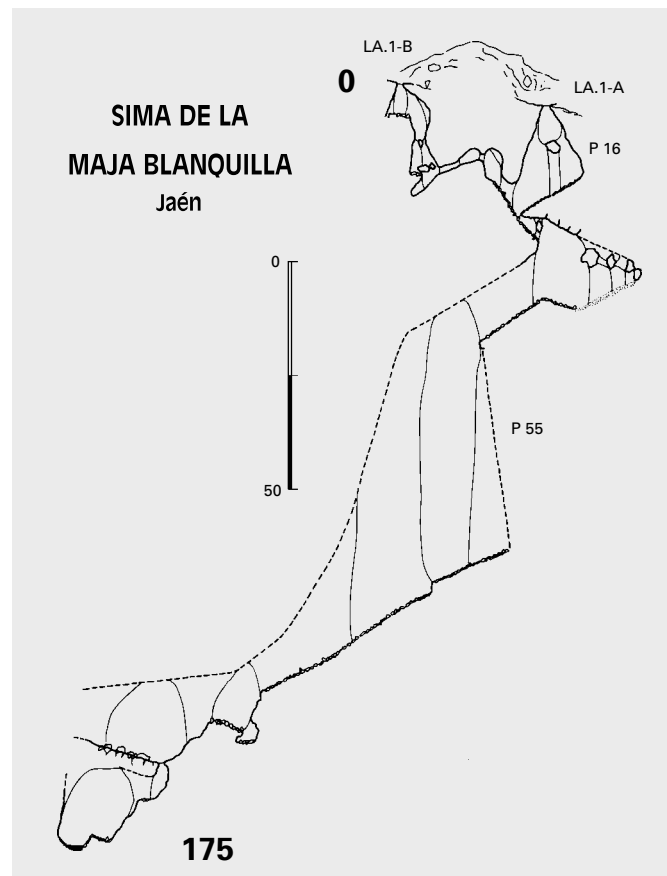 LA.1-B
0
LA.1-A
SIMA DE LA
MAJA BLANQUILLA
Jaén
P 16
0
P 55
50
175